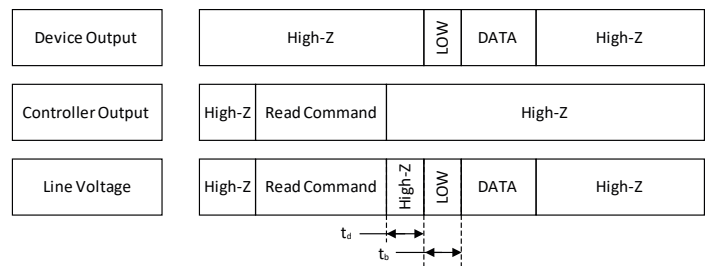 Device Output High-Z LOW DATA High-Z
Controller Output High-Z Read Command High-Z
Line Voltage High-Z Read Command High-Z LOW DATA High-Z
td
tb